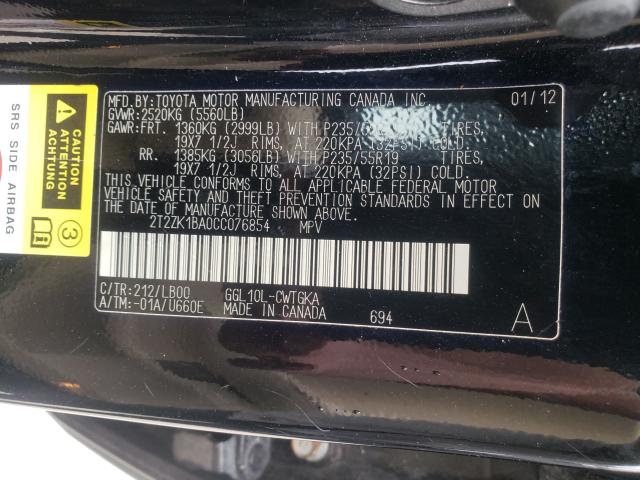 MFD.BY:TOYOTA MOTOR MANUFACTURING CANADA INC. 01/12
GVWR:2520KG (5560LB)
GAWR:FRT. 1360KG (2999LB) WITH P235/ TIRES,
19X7 1/2J RIMS, AT 220KPA (32PSI) COLD.
RR. 1385KG (3056LB) WITH P235/55R19 TIRES,
19X7 1/2J RIMS, AT 220KPA (32PSI) COLD.
THIS VEHICLE CONFORMS TO ALL APPLICABLE FEDERAL MOTOR
VEHICLE SAFETY AND THEFT PREVENTION STANDARDS IN EFFECT
ON THE DATE OF MANUFACTURE SHOWN ABOVE.
2T2ZK1BA0CC076854 MPV
C/TR:212/LB00 GGL10L-CWTGKA
A/TM:-01A/U660E MADE IN CANADA 694 A
SRS SIDE AIRBAG
ACHTUNG
3